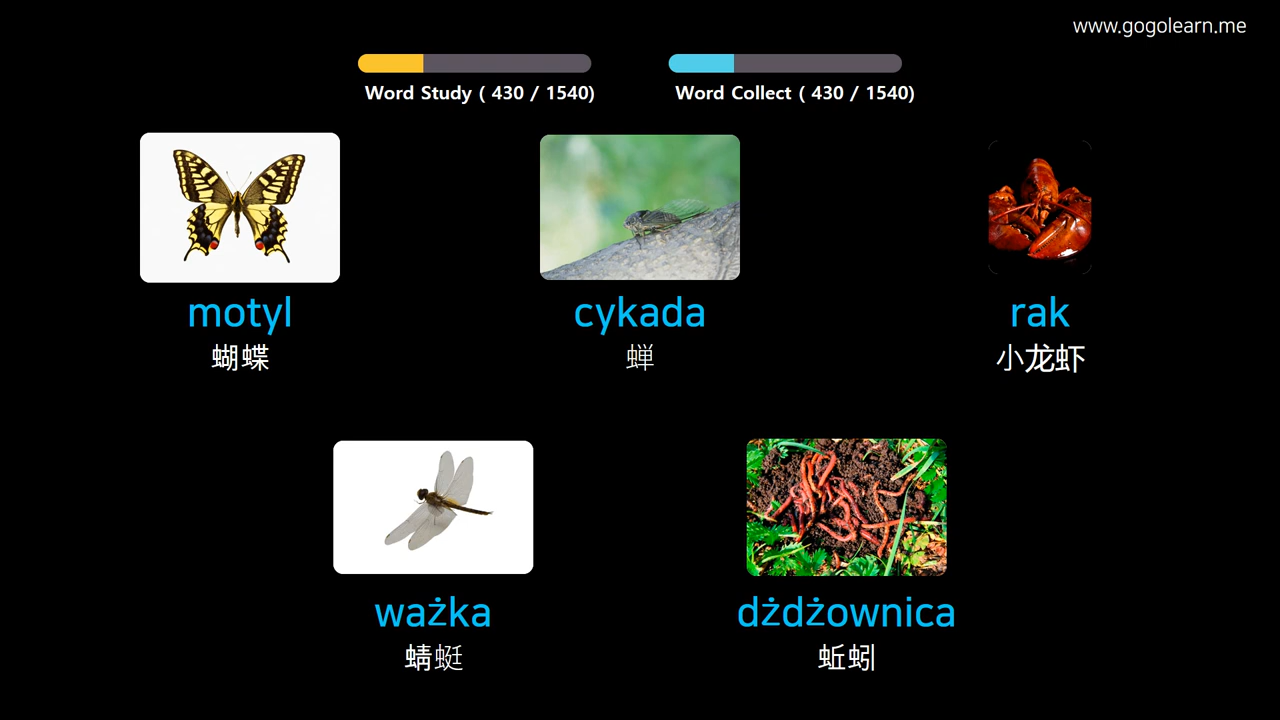 www.gogolearn.me
Word Study ( 430 / 1540)
Word Collect ( 430 / 1540)
motyl
蝴蝶
cykada
蝉
rak
小龙虾
ważka
蜻蜓
dżdżownica
蚯蚓